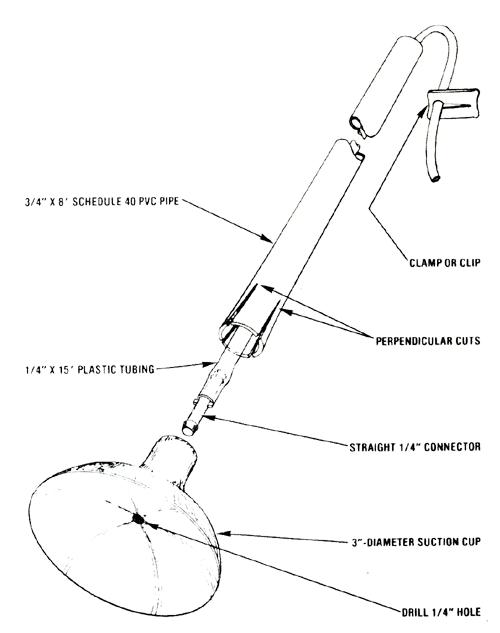 3/4" X 8' SCHEDULE 40 PVC PIPE
CLAMP OR CLIP
PERPENDICULAR CUTS
1/4" X 15' PLASTIC TUBING
STRAIGHT 1/4" CONNECTOR
3"-DIAMETER SUCTION CUP
DRILL 1/4" HOLE